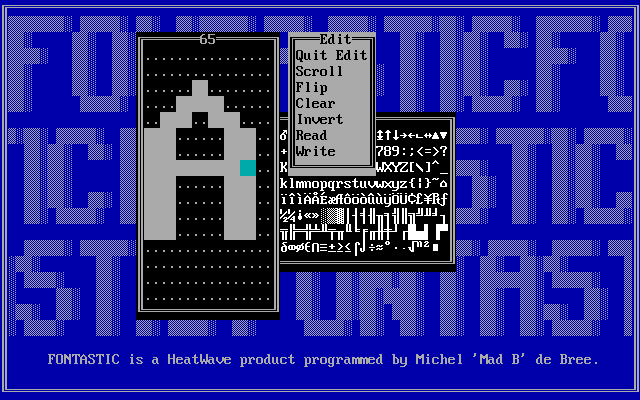 65
Edit
Quit Edit
Scroll
Flip
Clear
Invert
Read
Write
‡↑↓→←∟↔▲▼
789:;<=>?
WXYZ[\]^_
klmnopqrstuvwxyz{|}~⌂
FONTASTIC is a HeatWave product programmed by Michel 'Mad B' de Bree.